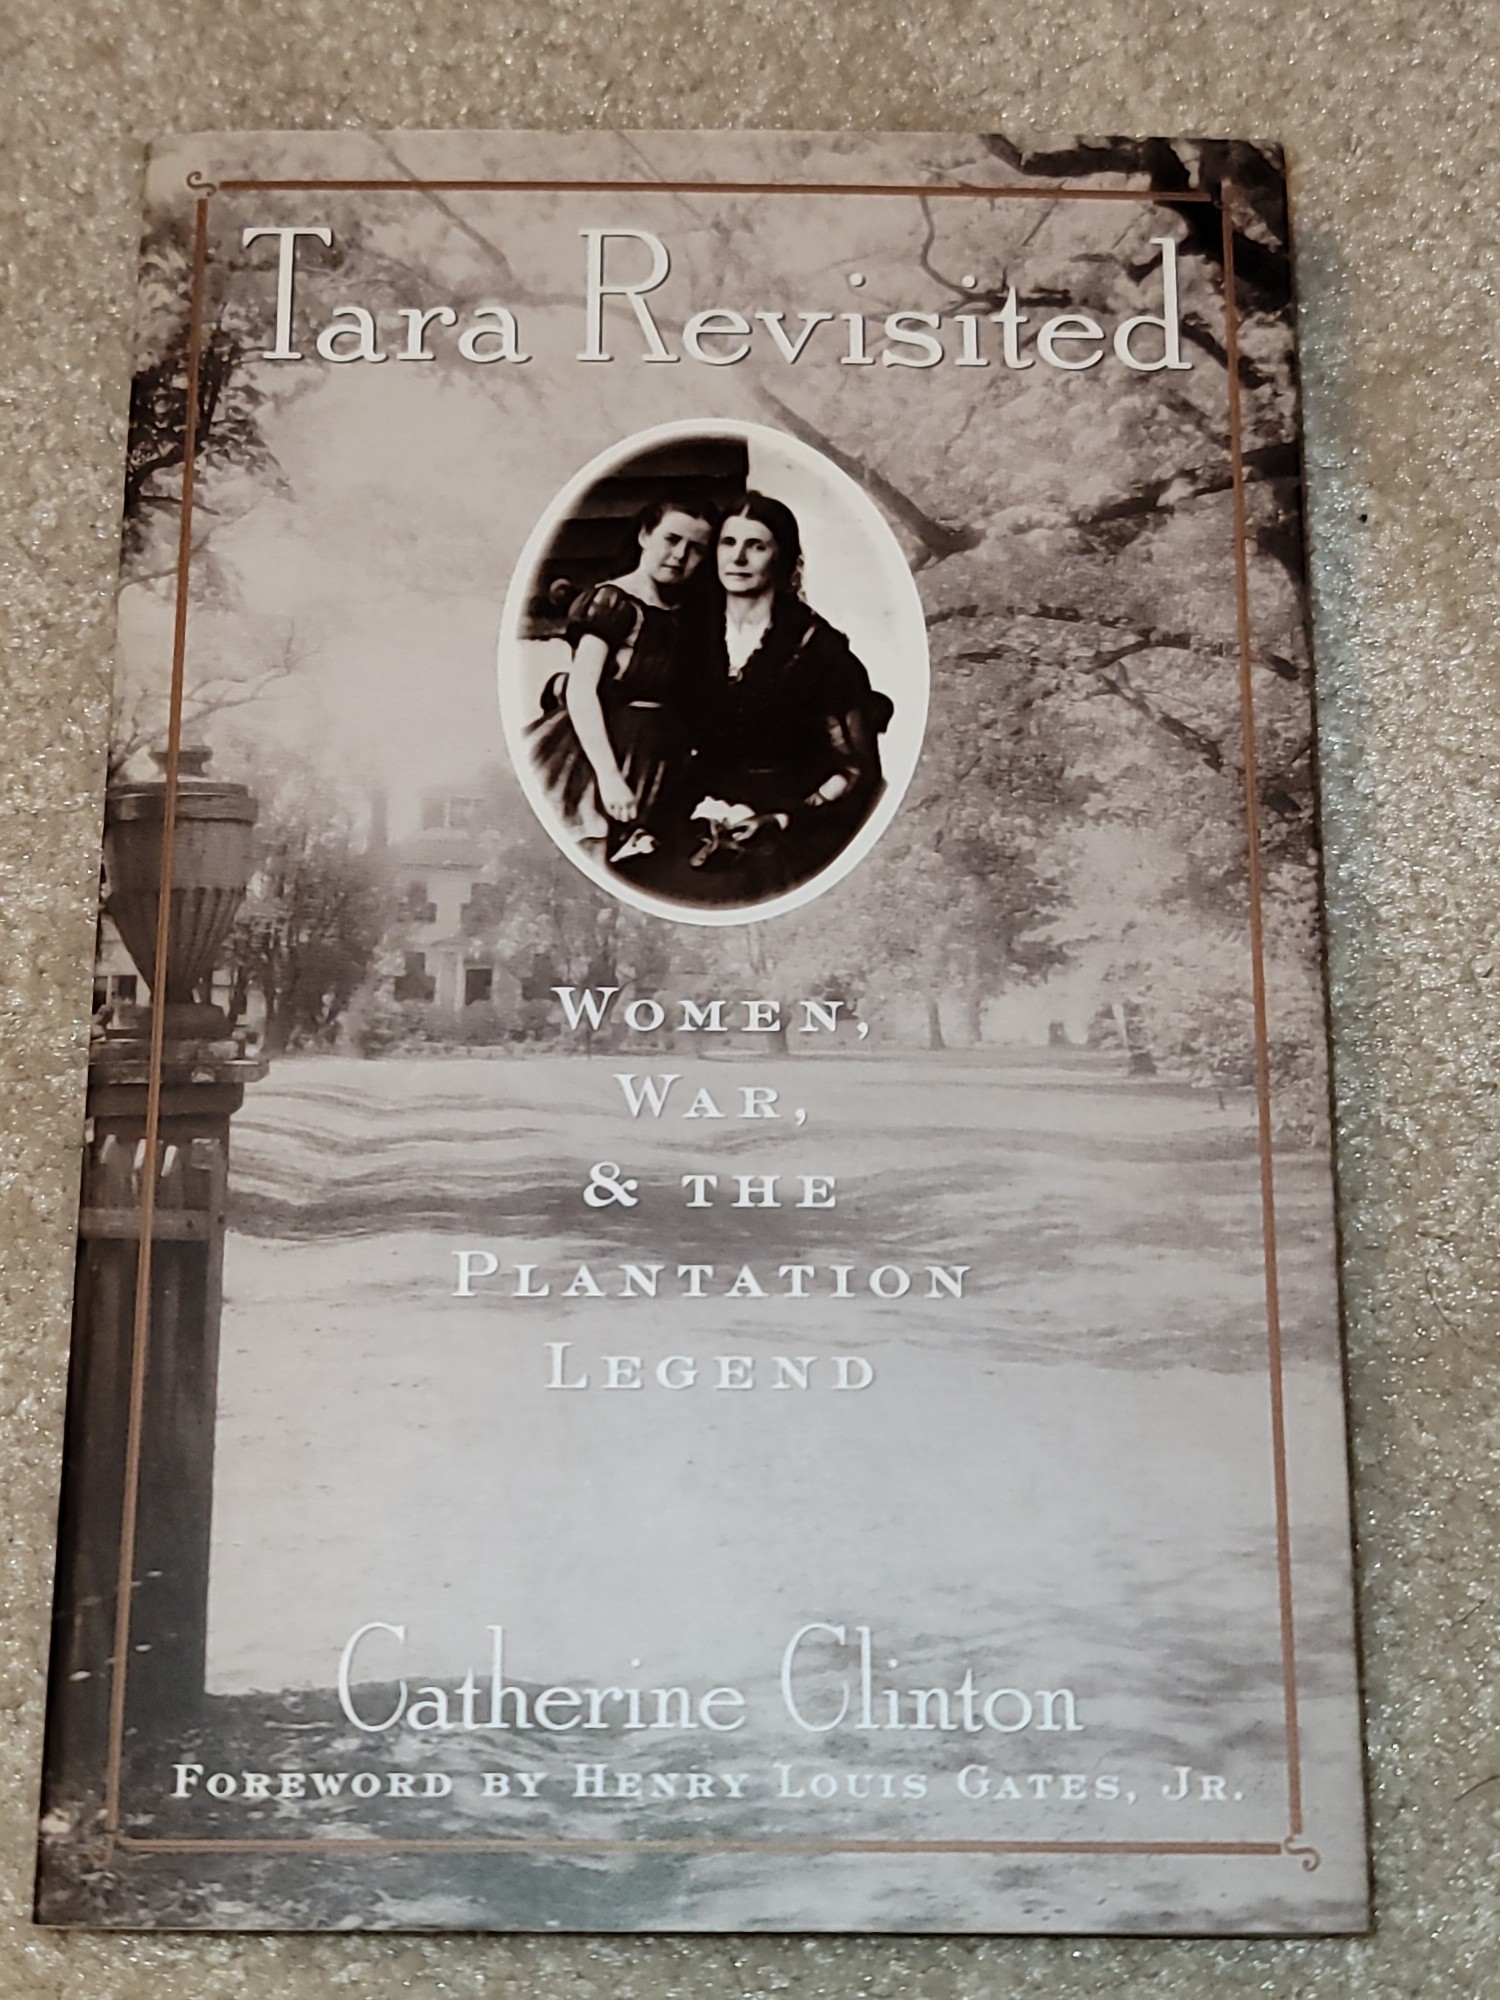 Tara Revisited
Women,
War,
& the
Plantation
Legend
Catherine Clinton
Foreword by Henry Louis Gates, Jr.